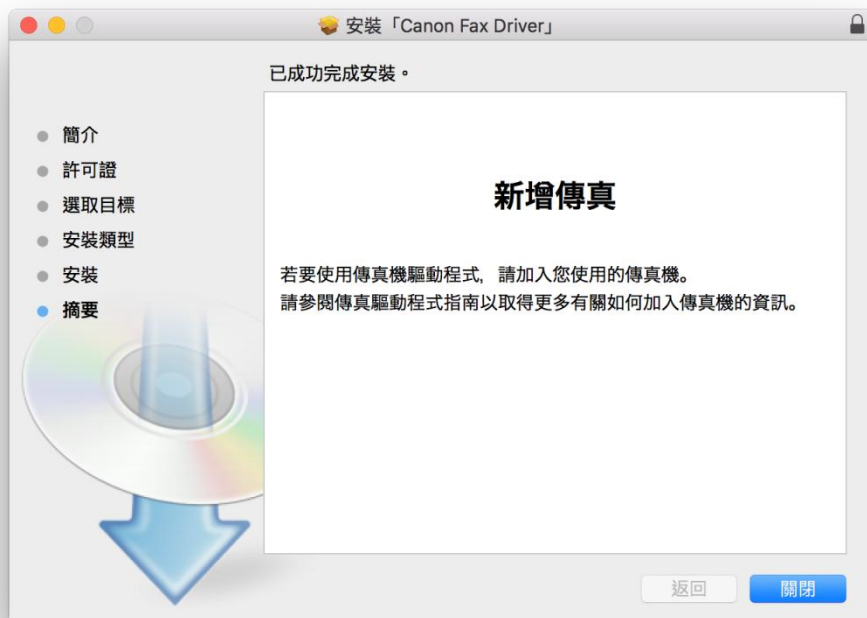 安裝「Canon Fax Driver」
已成功完成安裝。
簡介
許可證
選取目標
安裝類型
安裝
摘要
新增傳真
若要使用傳真機驅動程式，請加入您使用的傳真機。
請參閱傳真驅動程式指南以取得更多有關如何加入傳真機的資訊。
返回
關閉